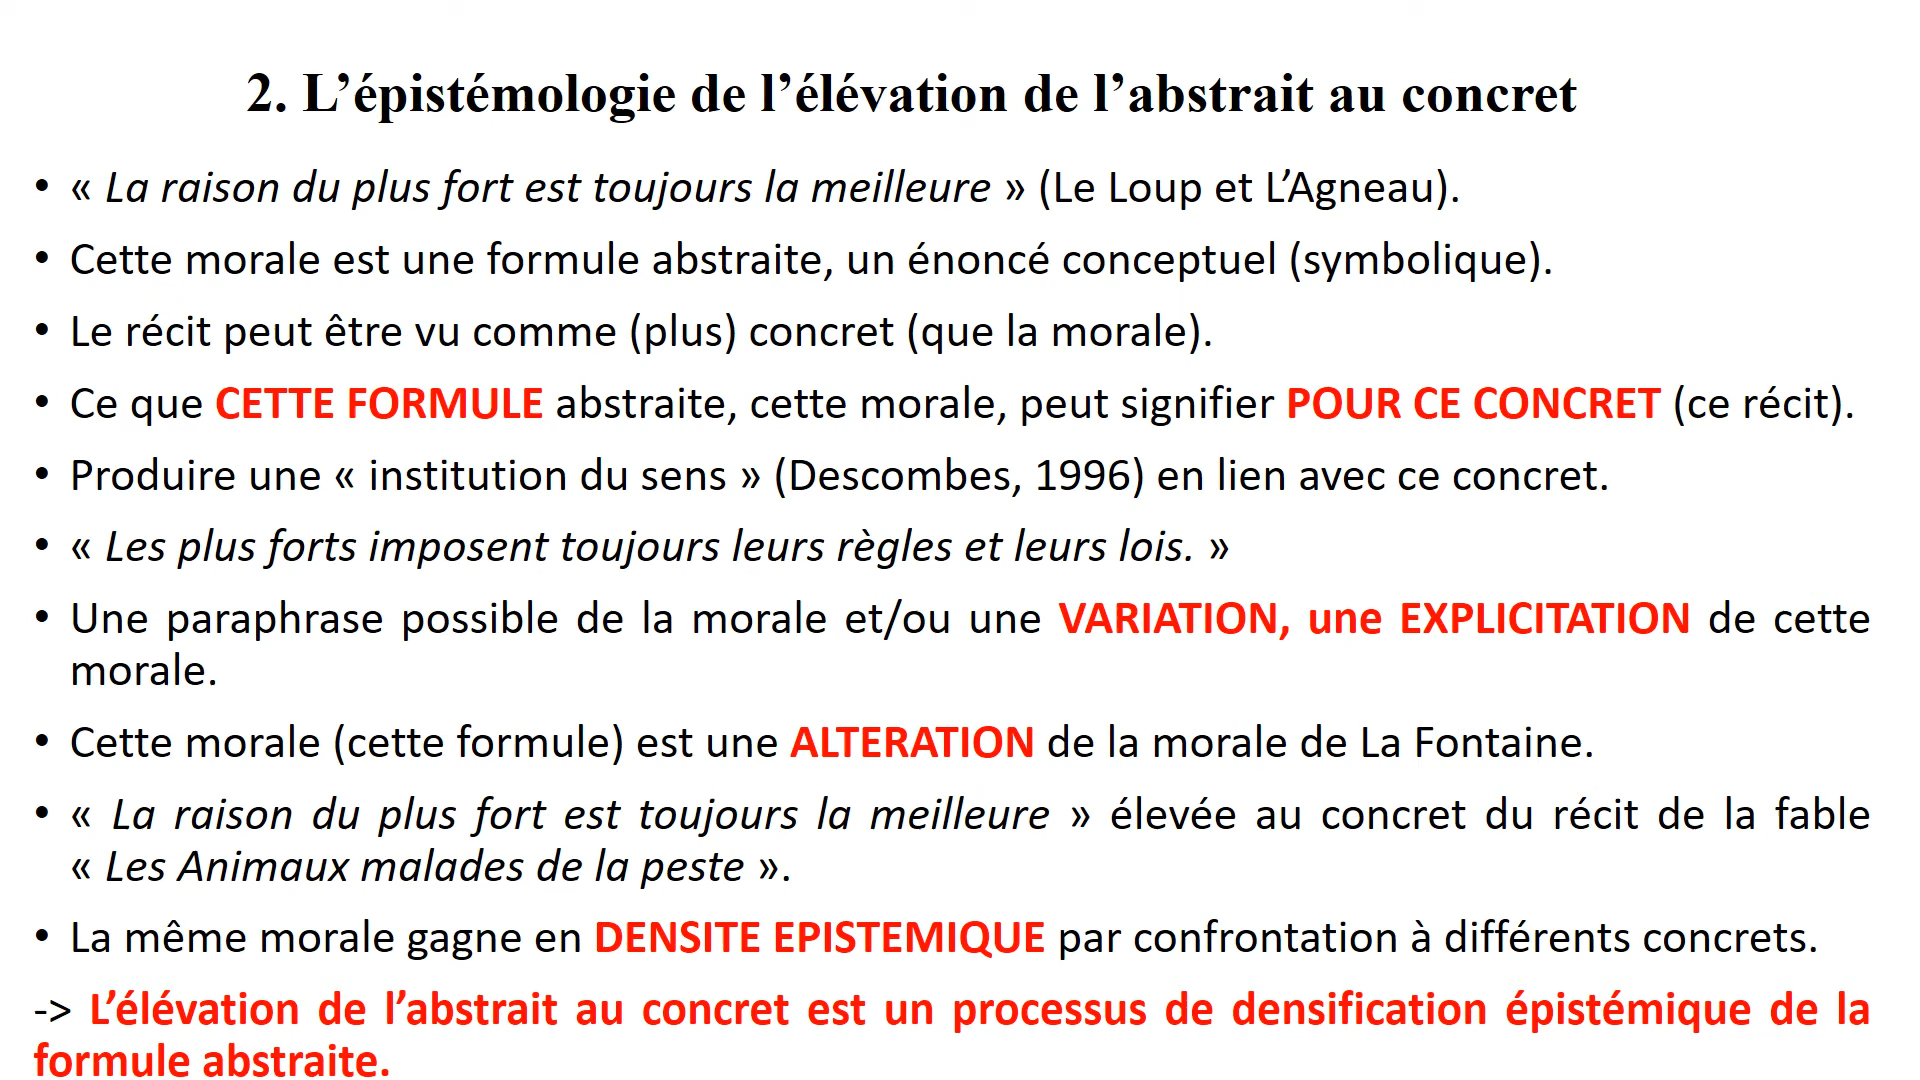 2. L’épistémologie de l’élévation de l’abstrait au concret
• « La raison du plus fort est toujours la meilleure » (Le Loup et L’Agneau).
• Cette morale est une formule abstraite, un énoncé conceptuel (symbolique).
• Le récit peut être vu comme (plus) concret (que la morale).
• Ce que CETTE FORMULE abstraite, cette morale, peut signifier POUR CE CONCRET (ce récit).
• Produire une « institution du sens » (Descombes, 1996) en lien avec ce concret.
• « Les plus forts imposent toujours leurs règles et leurs lois. »
• Une paraphrase possible de la morale et/ou une VARIATION, une EXPLICITATION de cette
morale.
• Cette morale (cette formule) est une ALTERATION de la morale de La Fontaine.
• « La raison du plus fort est toujours la meilleure » élevée au concret du récit de la fable
« Les Animaux malades de la peste ».
• La même morale gagne en DENSITE EPISTEMIQUE par confrontation à différents concrets.
-> L’élévation de l’abstrait au concret est un processus de densification épistémique de la
formule abstraite.